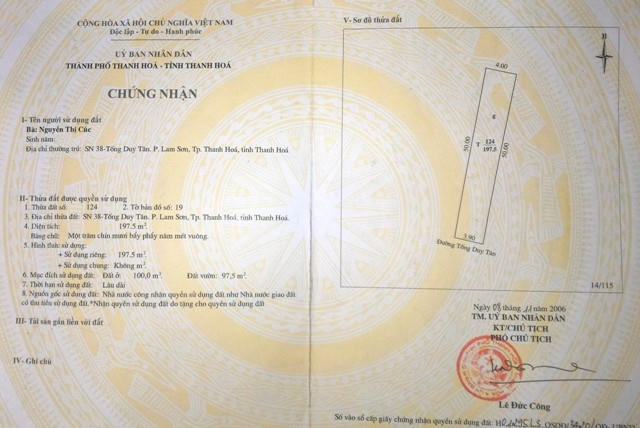 CỘNG HÒA XÃ HỘI CHỦ NGHĨA VIỆT NAM
Độc lập - Tự do - Hạnh phúc
UỶ BAN NHÂN DÂN
THÀNH PHỐ THANH HOÁ - TỈNH THANH HOÁ
CHỨNG NHẬN
I- Tên người sử dụng đất
Bà: Nguyễn Thị Cúc
Sinh năm:
Địa chỉ thường trú: SN 38-Tống Duy Tân. P. Lam Sơn, Tp. Thanh Hoá, tỉnh Thanh Hoá
II- Thửa đất được quyền sử dụng
1. Thửa đất số: 124 2. Tờ bản đồ số: 19
3. Địa chỉ thửa đất: SN 38-Tống Duy Tân. P. Lam Sơn, Tp. Thanh Hoá, tỉnh Thanh Hoá.
4. Diện tích: 197.5 m².
Bằng chữ: Một trăm chín mươi bẩy phẩy năm mét vuông.
5. Hình thức sử dụng:
+ Sử dụng riêng: 197.5 m².
+ Sử dụng chung: Không m².
6. Mục đích sử dụng đất: Đất ở: 100,0 m². Đất vườn: 97,5 m².
7. Thời hạn sử dụng đất: Lâu dài
8. Nguồn gốc sử dụng đất: Nhà nước công nhận quyền sử dụng đất như Nhà nước giao đất
có thu tiền sử dụng đất.*Nhận quyền sử dụng đất do tặng cho quyền sử dụng đất
III- Tài sản gắn liền với đất
IV- Ghi chú
V- Sơ đồ thửa đất
B
4.00
50.00
T 124
197.5
50.00
3.90
Đường Tống Duy Tân
14/115
Ngày 08 tháng 11 năm 2006
TM. UỶ BAN NHÂN DÂN
KT/CHỦ TỊCH
PHÓ CHỦ TỊCH
Lê Đức Công
Số vào sổ cấp giấy chứng nhận quyền sử dụng đất: